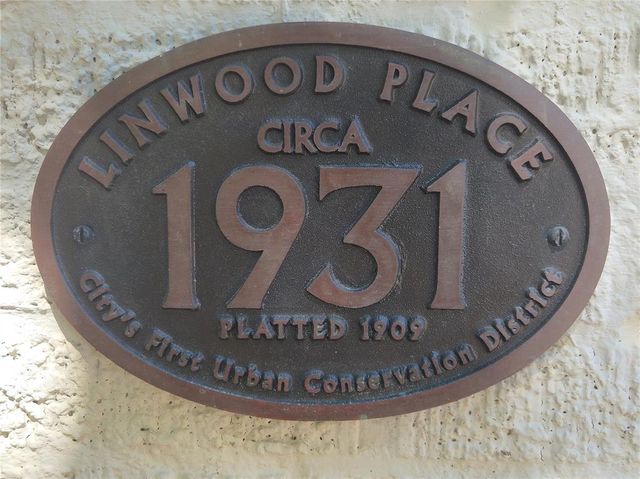 LINWOOD PLACE
CIRCA
1931
PLATTED 1909
City's First Urban Conservation District